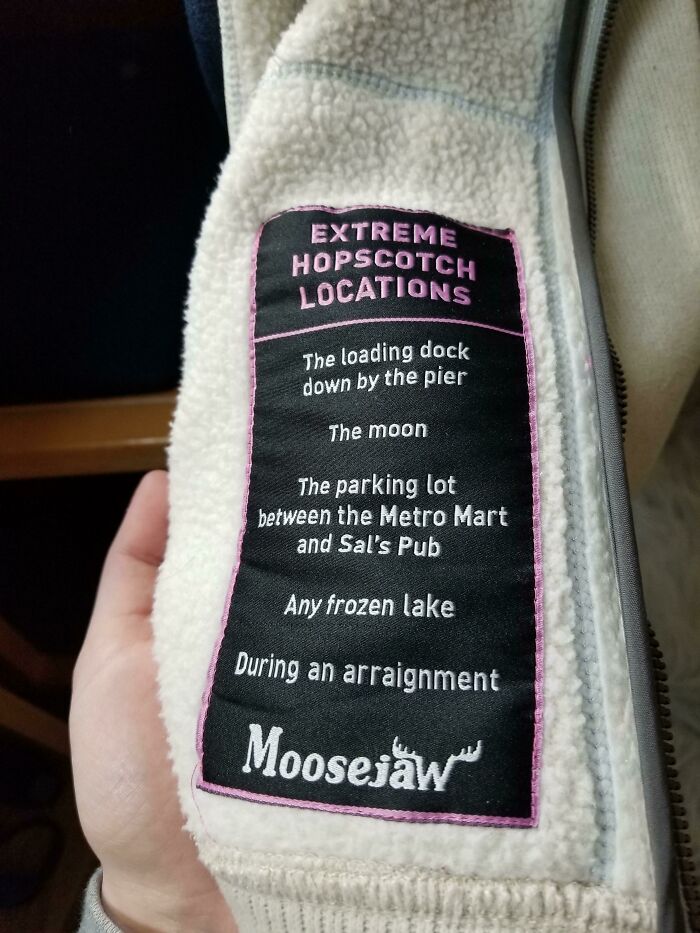 EXTREME
HOPSCOTCH
LOCATIONS
The loading dock
down by the pier
The moon
The parking lot
between the Metro Mart
and Sal's Pub
Any frozen lake
During an arraignment
Moosejaw